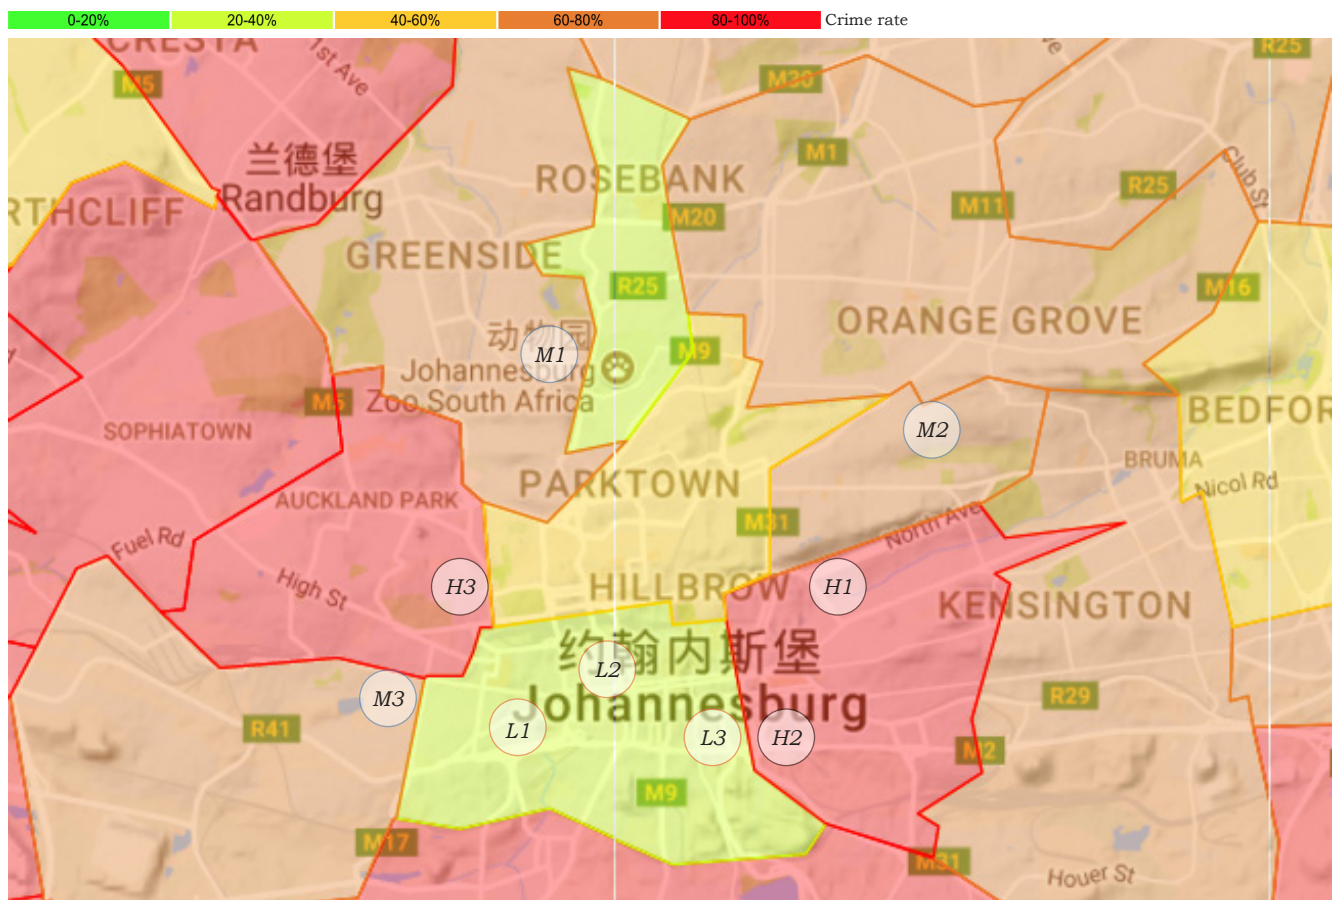 0-20% 20-40% 40-60% 60-80% 80-100% Crime rate
CRESTA
1st Ave
R25
M5
M30
兰德堡
Randburg
ROSEBANK
M1
Club St
R25
RTHCLIFF
M20
M11
GREENSIDE
R25
M16
动物园
ORANGE GROVE
M1
M9
Johannesburg
Zoo South Africa
M5
SOPHIATOWN
M2
BEDFOR
BRUMA
AUCKLAND PARK
PARKTOWN
Nicol Rd
M31
North Ave
Fuel Rd
High St
H3
HILLBROW
H1
KENSINGTON
约翰内斯堡
L2
Johannesburg
M3
R41
L1
L3
H2
R29
M2
M9
M17
M31
Houer St